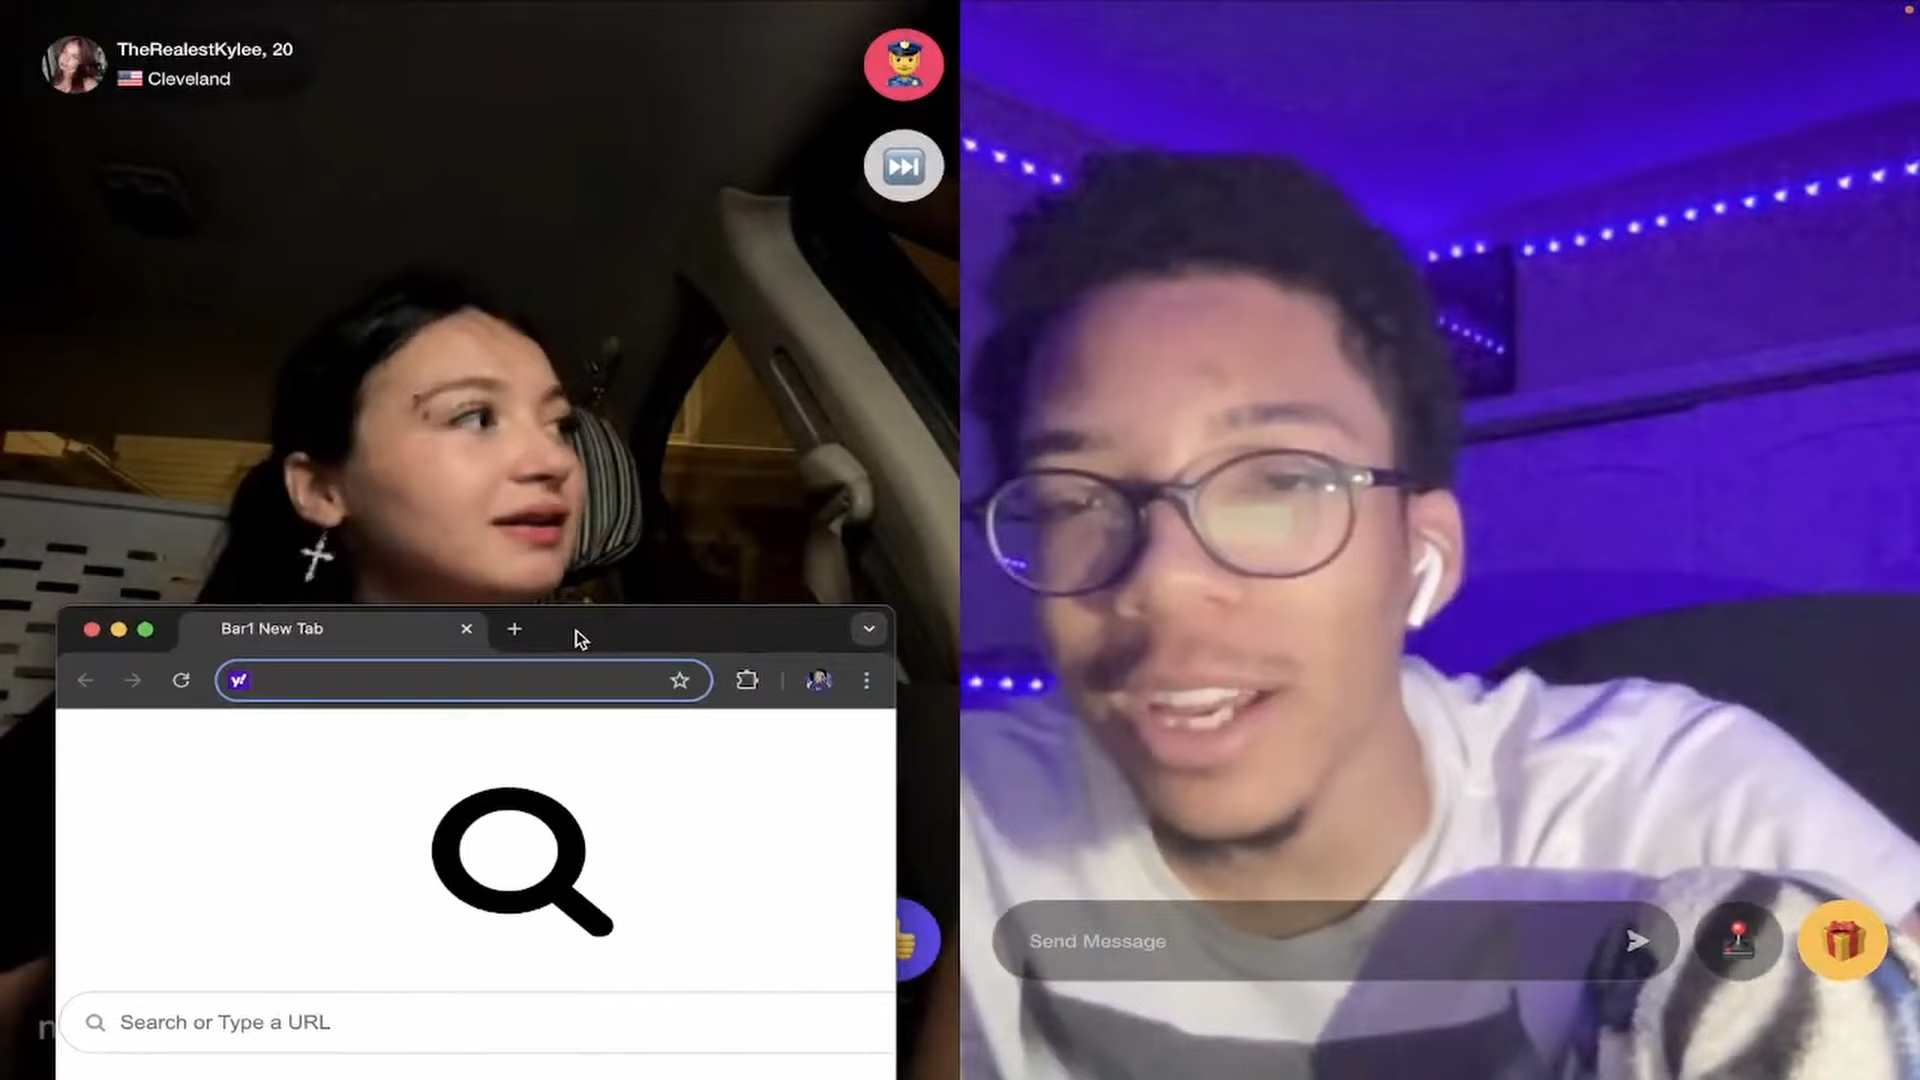 TheRealestKylee, 20
Cleveland
Bar1 New Tab
y!
Search or Type a URL
Send Message